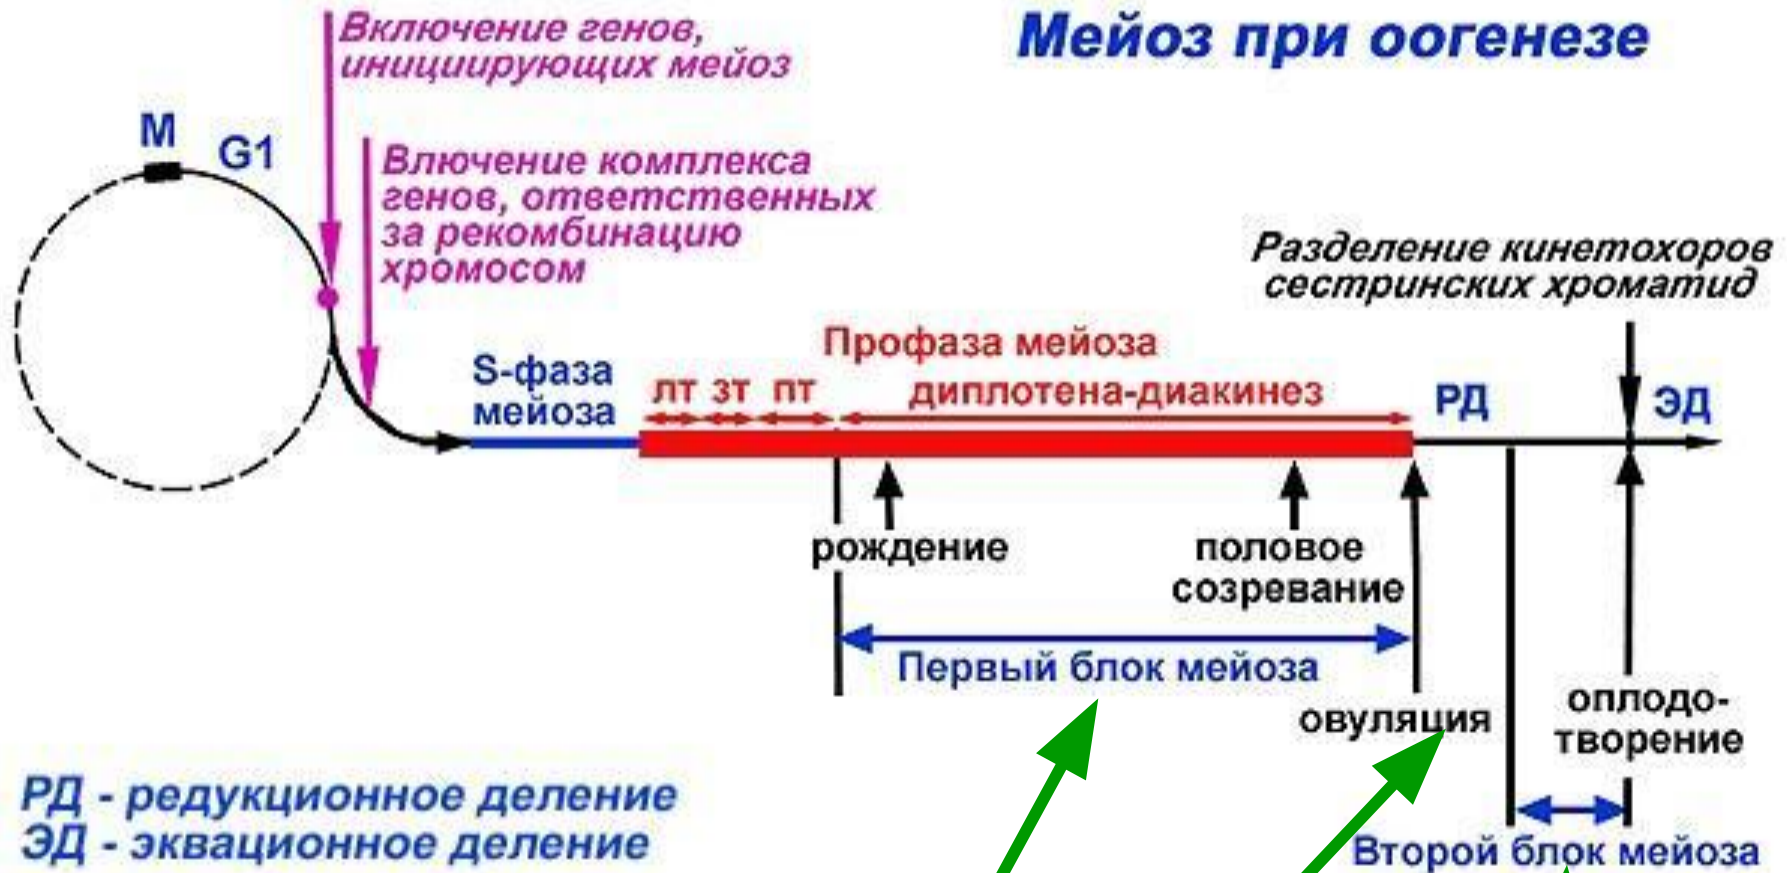 Мейоз при оогенезе
Включение генов,
инициирующих мейоз
M
G1
Влючение комплекса
генов, ответственных
за рекомбинацию
хромосом
Разделение кинетохоров
сестринских хроматид
S-фаза
мейоза
Профаза мейоза
лт зт пт
диплотена-диакинез
РД
ЭД
рождение
половое
созревание
Первый блок мейоза
овуляция
оплодо-
творение
РД - редукционное деление
ЭД - эквационное деление
Второй блок мейоза